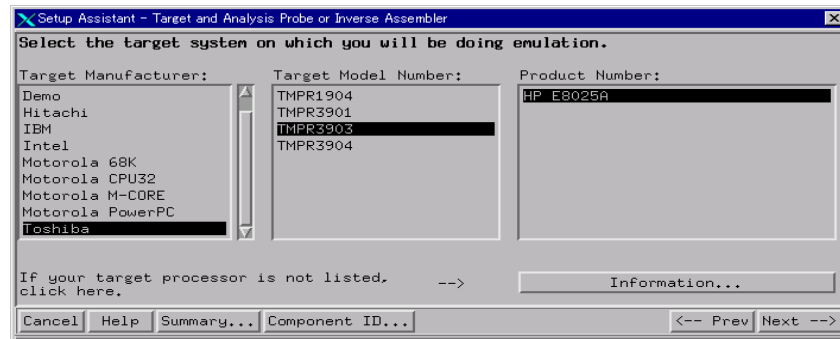 Setup Assistant - Target and Analysis Probe or Inverse Assembler
Select the target system on which you will be doing emulation.
Target Manufacturer:
Demo
Hitachi
IBM
Intel
Motorola 68K
Motorola CPU32
Motorola M-CORE
Motorola PowerPC
Toshiba
Target Model Number:
TMPR1904
TMPR3901
TMPR3903
TMPR3904
Product Number:
HP E8025A
If your target processor is not listed,
click here.
-->
Information...
Cancel
Help
Summary...
Component ID...
<-- Prev
Next -->